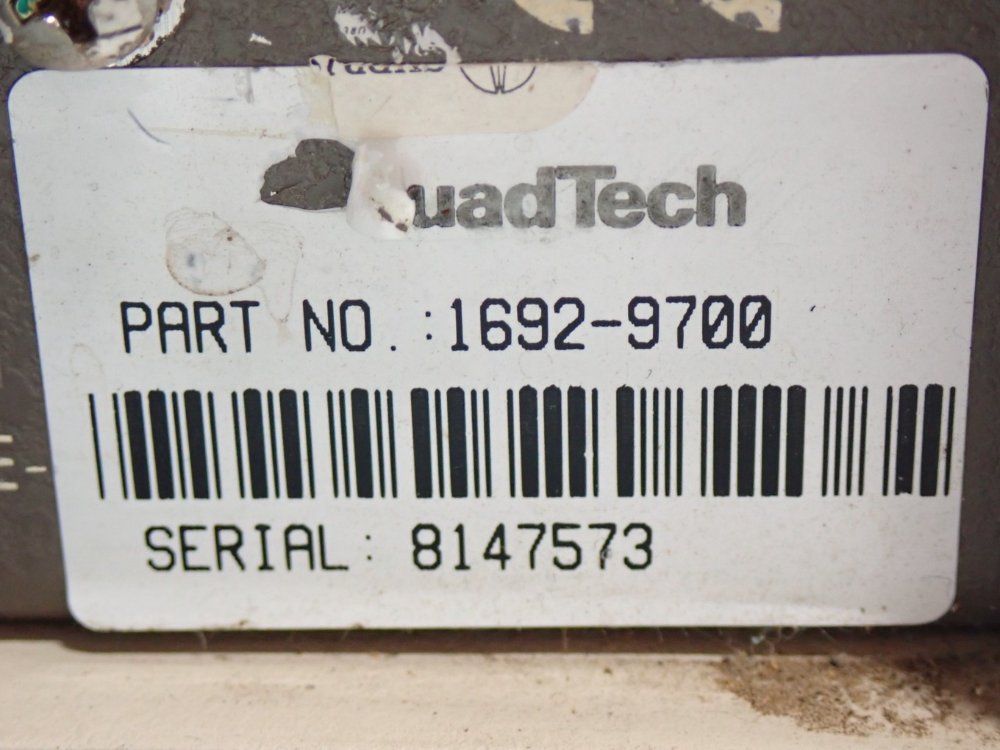 uadTech
PART NO.:1692-9700
SERIAL: 8147573